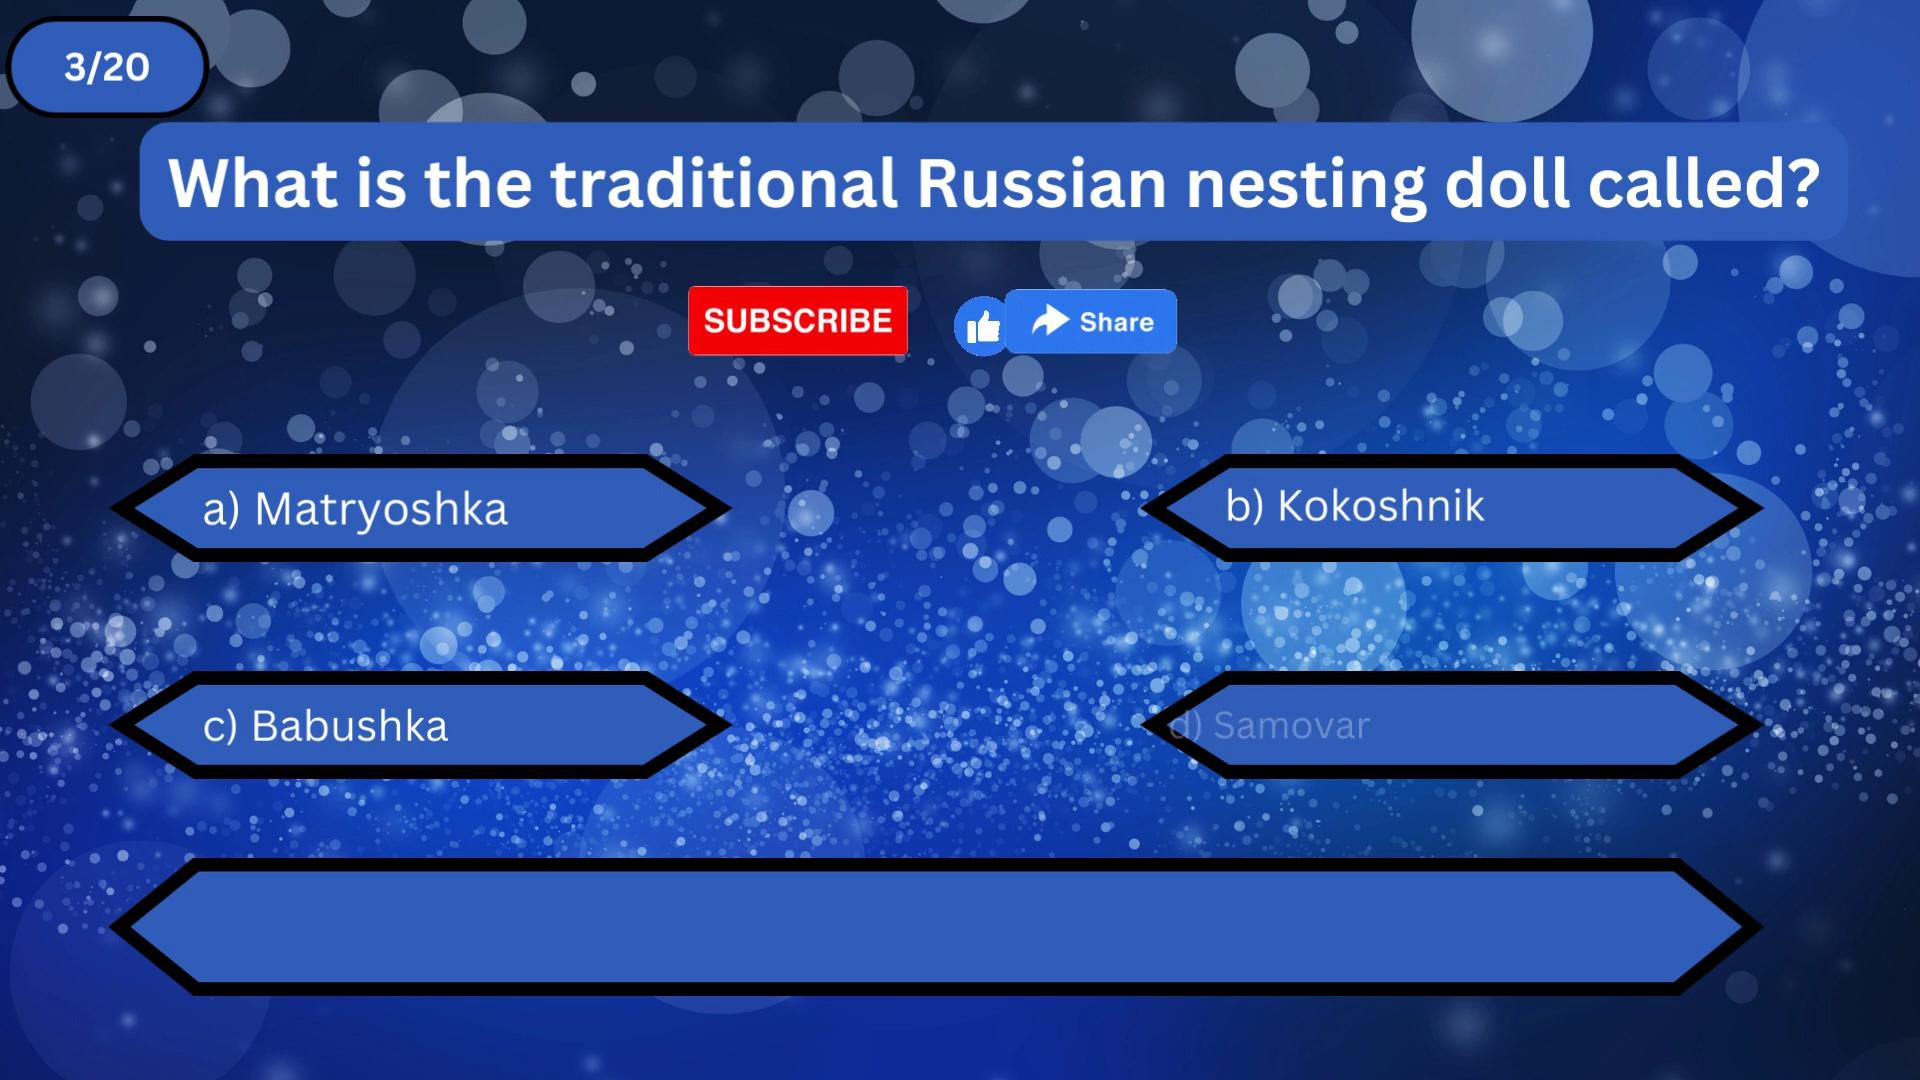 3/20
What is the traditional Russian nesting doll called?
SUBSCRIBE
Share
a) Matryoshka
b) Kokoshnik
c) Babushka
d) Samovar